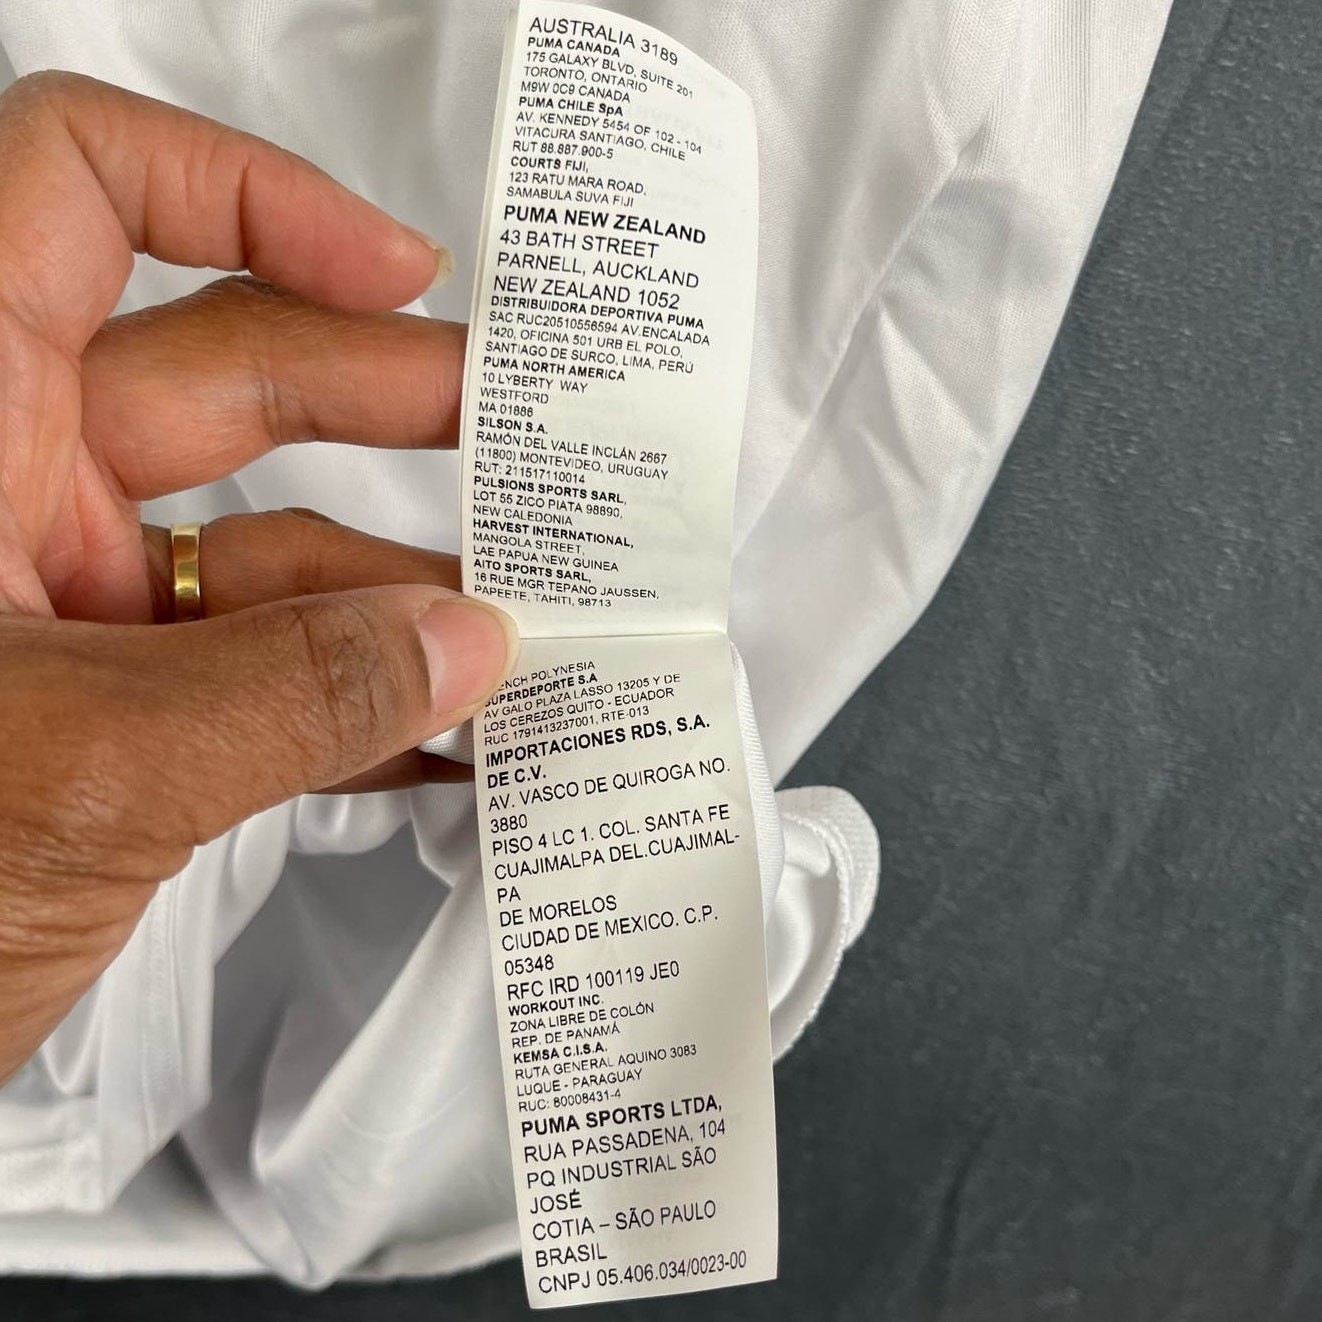 AUSTRALIA 3189
PUMA CANADA
175 GALAXY BLVD, SUITE 201
TORONTO, ONTARIO
M9W 0C9 CANADA
PUMA CHILE SpA
AV. KENNEDY 5454 OF 102 - 104
VITACURA SANTIAGO, CHILE
RUT 88.887.900-5
COURTS FIJI,
123 RATU MARA ROAD,
SAMABULA SUVA FIJI
PUMA NEW ZEALAND
43 BATH STREET
PARNELL, AUCKLAND
NEW ZEALAND 1052
DISTRIBUIDORA DEPORTIVA PUMA
SAC RUC20510556594 AV.ENCALADA
1420, OFICINA 501 URB EL POLO,
SANTIAGO DE SURCO, LIMA, PERÚ
PUMA NORTH AMERICA
10 LYBERTY WAY
WESTFORD
MA 01886
SILSON S.A.
RAMÓN DEL VALLE INCLÁN 2667
(11800) MONTEVIDEO, URUGUAY
RUT: 211517110014
PULSIONS SPORTS SARL,
LOT 55 ZICO PIATA 98890,
NEW CALEDONIA
HARVEST INTERNATIONAL,
MANGOLA STREET,
LAE PAPUA NEW GUINEA
AITO SPORTS SARL,
16 RUE MGR TEPANO JAUSSEN,
PAPEETE, TAHITI, 98713
ENCH POLYNESIA
SUPERDEPORTE S.A
AV GALO PLAZA LASSO 13205 Y DE
LOS CEREZOS QUITO - ECUADOR
RUC 1791413237001, RTE-013
IMPORTACIONES RDS, S.A.
DE C.V.
AV. VASCO DE QUIROGA NO.
3880
PISO 4 LC 1. COL. SANTA FE
CUAJIMALPA DEL.CUAJIMAL-
PA
DE MORELOS
CIUDAD DE MEXICO. C.P.
05348
RFC IRD 100119 JE0
WORKOUT INC.
ZONA LIBRE DE COLÓN
REP. DE PANAMÁ
KEMSA C.I.S.A.
RUTA GENERAL AQUINO 3083
LUQUE - PARAGUAY
RUC: 80008431-4
PUMA SPORTS LTDA,
RUA PASSADENA, 104
PQ INDUSTRIAL SÃO
JOSÉ
COTIA – SÃO PAULO
BRASIL
CNPJ 05.406.034/0023-00